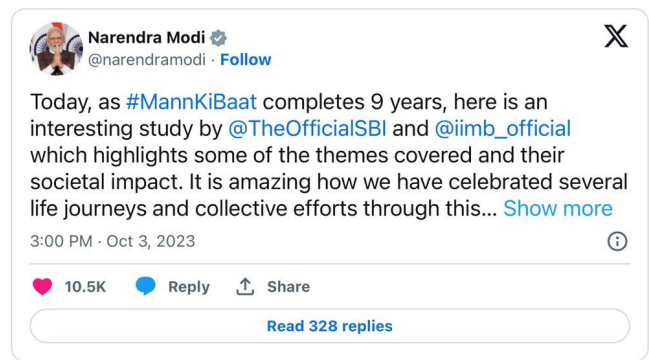 Narendra Modi
@narendramodi · Follow
Today, as #MannKiBaat completes 9 years, here is an
interesting study by @TheOfficialSBI and @iimb_official
which highlights some of the themes covered and their
societal impact. It is amazing how we have celebrated several
life journeys and collective efforts through this... Show more
3:00 PM · Oct 3, 2023
10.5K Reply Share
Read 328 replies